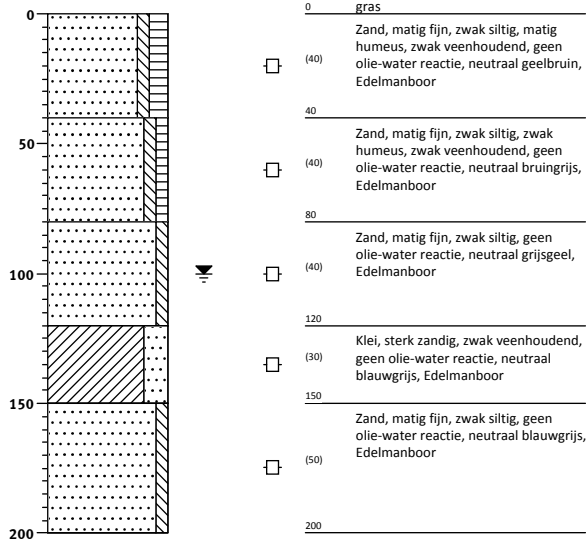 0
50
100
150
200
0 gras
Zand, matig fijn, zwak siltig, matig
humeus, zwak veenhoudend, geen
(40)
olie-water reactie, neutraal geelbruin,
Edelmanboor
40
Zand, matig fijn, zwak siltig, zwak
humeus, zwak veenhoudend, geen
(40)
olie-water reactie, neutraal bruingrijs,
Edelmanboor
80
Zand, matig fijn, zwak siltig, geen
olie-water reactie, neutraal grijsgeel,
(40)
Edelmanboor
120
Klei, sterk zandig, zwak veenhoudend,
geen olie-water reactie, neutraal
(30)
blauwgrijs, Edelmanboor
150
Zand, matig fijn, zwak siltig, geen
olie-water reactie, neutraal blauwgrijs,
Edelmanboor
(50)
200